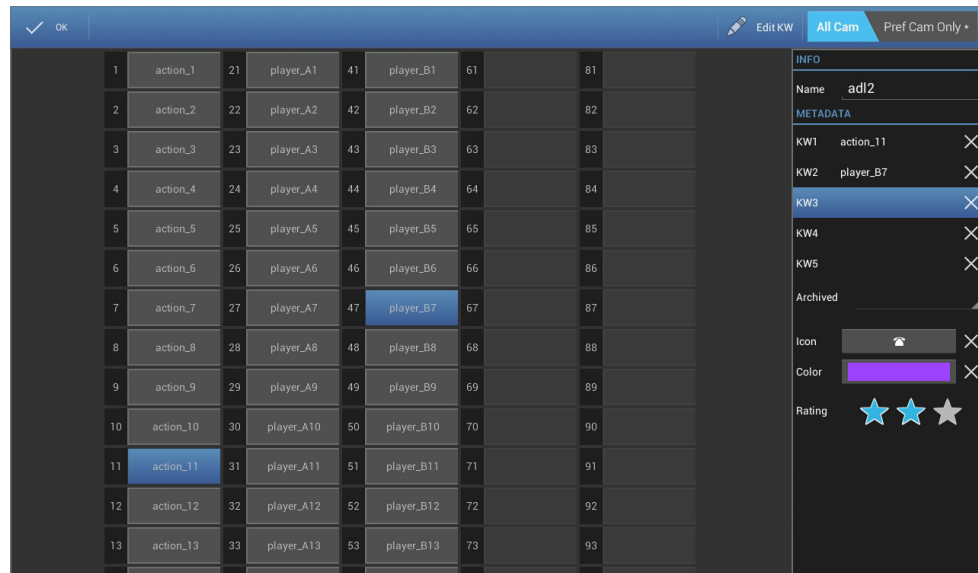 OK Edit KW All Cam Pref Cam Only *
INFO
Name adl2
METADATA
KW1 action_11
KW2 player_B7
KW3
KW4
KW5
Archived
Icon
Color
Rating
1 action_1 21 player_A1 41 player_B1 61 81
2 action_2 22 player_A2 42 player_B2 62 82
3 action_3 23 player_A3 43 player_B3 63 83
4 action_4 24 player_A4 44 player_B4 64 84
5 action_5 25 player_A5 45 player_B5 65 85
6 action_6 26 player_A6 46 player_B6 66 86
7 action_7 27 player_A7 47 player_B7 67 87
8 action_8 28 player_A8 48 player_B8 68 88
9 action_9 29 player_A9 49 player_B9 69 89
10 action_10 30 player_A10 50 player_B10 70 90
11 action_11 31 player_A11 51 player_B11 71 91
12 action_12 32 player_A12 52 player_B12 72 92
13 action_13 33 player_A13 53 player_B13 73 93